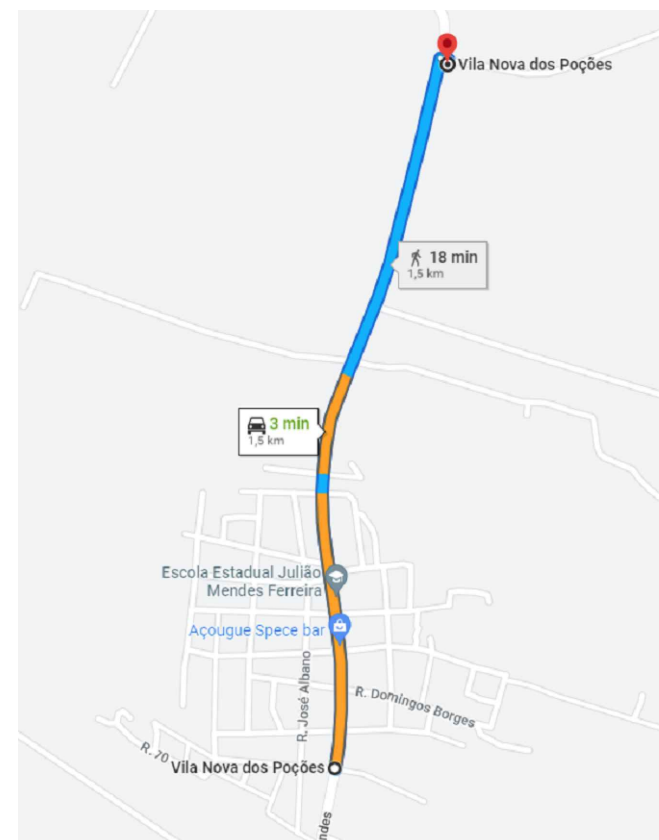 Vila Nova dos Poções
18 min
1,5 km
3 min
1,5 km
Escola Estadual Julião
Mendes Ferreira
Açougue Spece bar
R. José Albano
R. Domingos Borges
R. 70
Vila Nova dos Poções
ndes